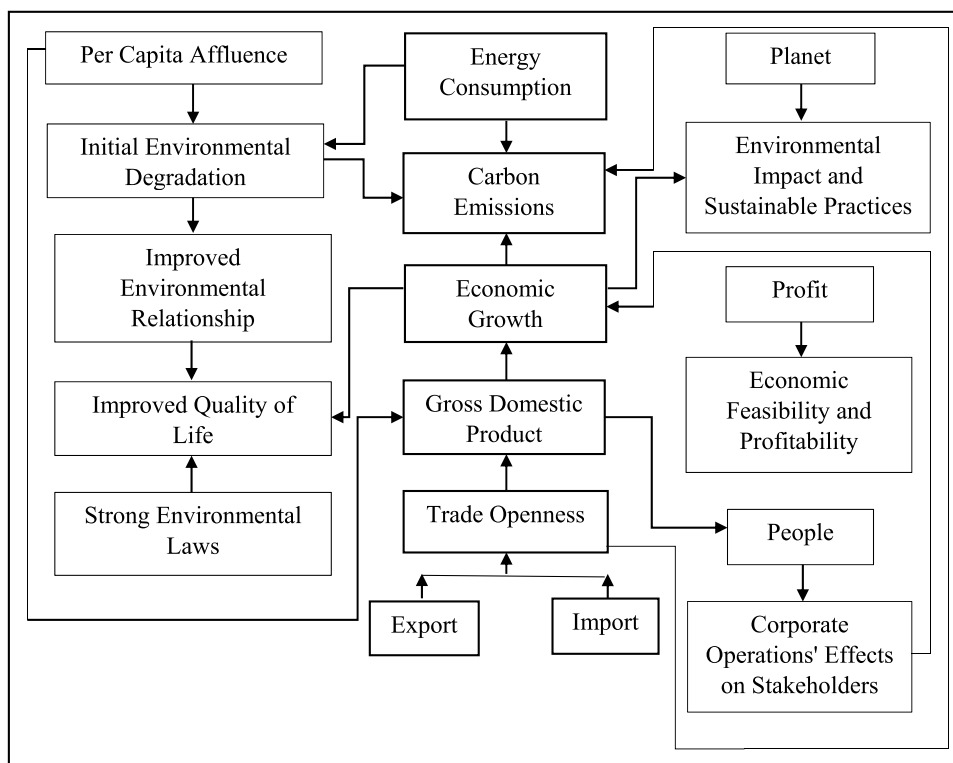 Per Capita Affluence
Initial Environmental
Degradation
Improved
Environmental
Relationship
Improved Quality of
Life
Strong Environmental
Laws
Energy
Consumption
Carbon
Emissions
Economic
Growth
Gross Domestic
Product
Trade Openness
Export
Import
Planet
Environmental
Impact and
Sustainable Practices
Profit
Economic
Feasibility and
Profitability
People
Corporate
Operations' Effects
on Stakeholders